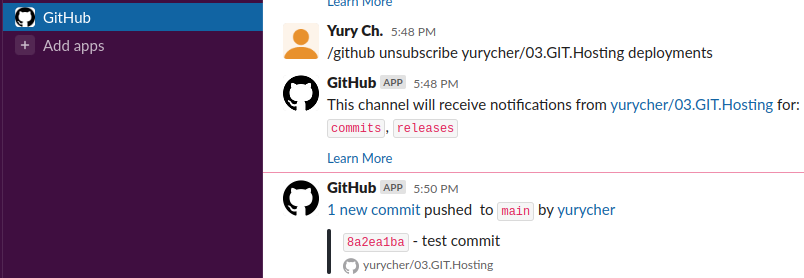 Learn More
GitHub
+ Add apps
Yury Ch. 5:48 PM
/github unsubscribe yurycher/03.GIT.Hosting deployments
GitHub APP 5:48 PM
This channel will receive notifications from yurycher/03.GIT.Hosting for:
commits, releases
Learn More
GitHub APP 5:50 PM
1 new commit pushed to main by yurycher
8a2ea1ba - test commit
yurycher/03.GIT.Hosting